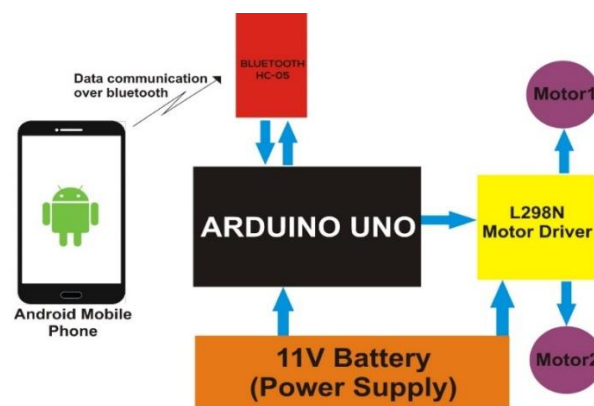 BLUETOOTH
HC-05
Data communication
over bluetooth
Motor1
ARDUINO UNO
L298N
Motor Driver
Android Mobile
Phone
11V Battery
(Power Supply)
Motor2